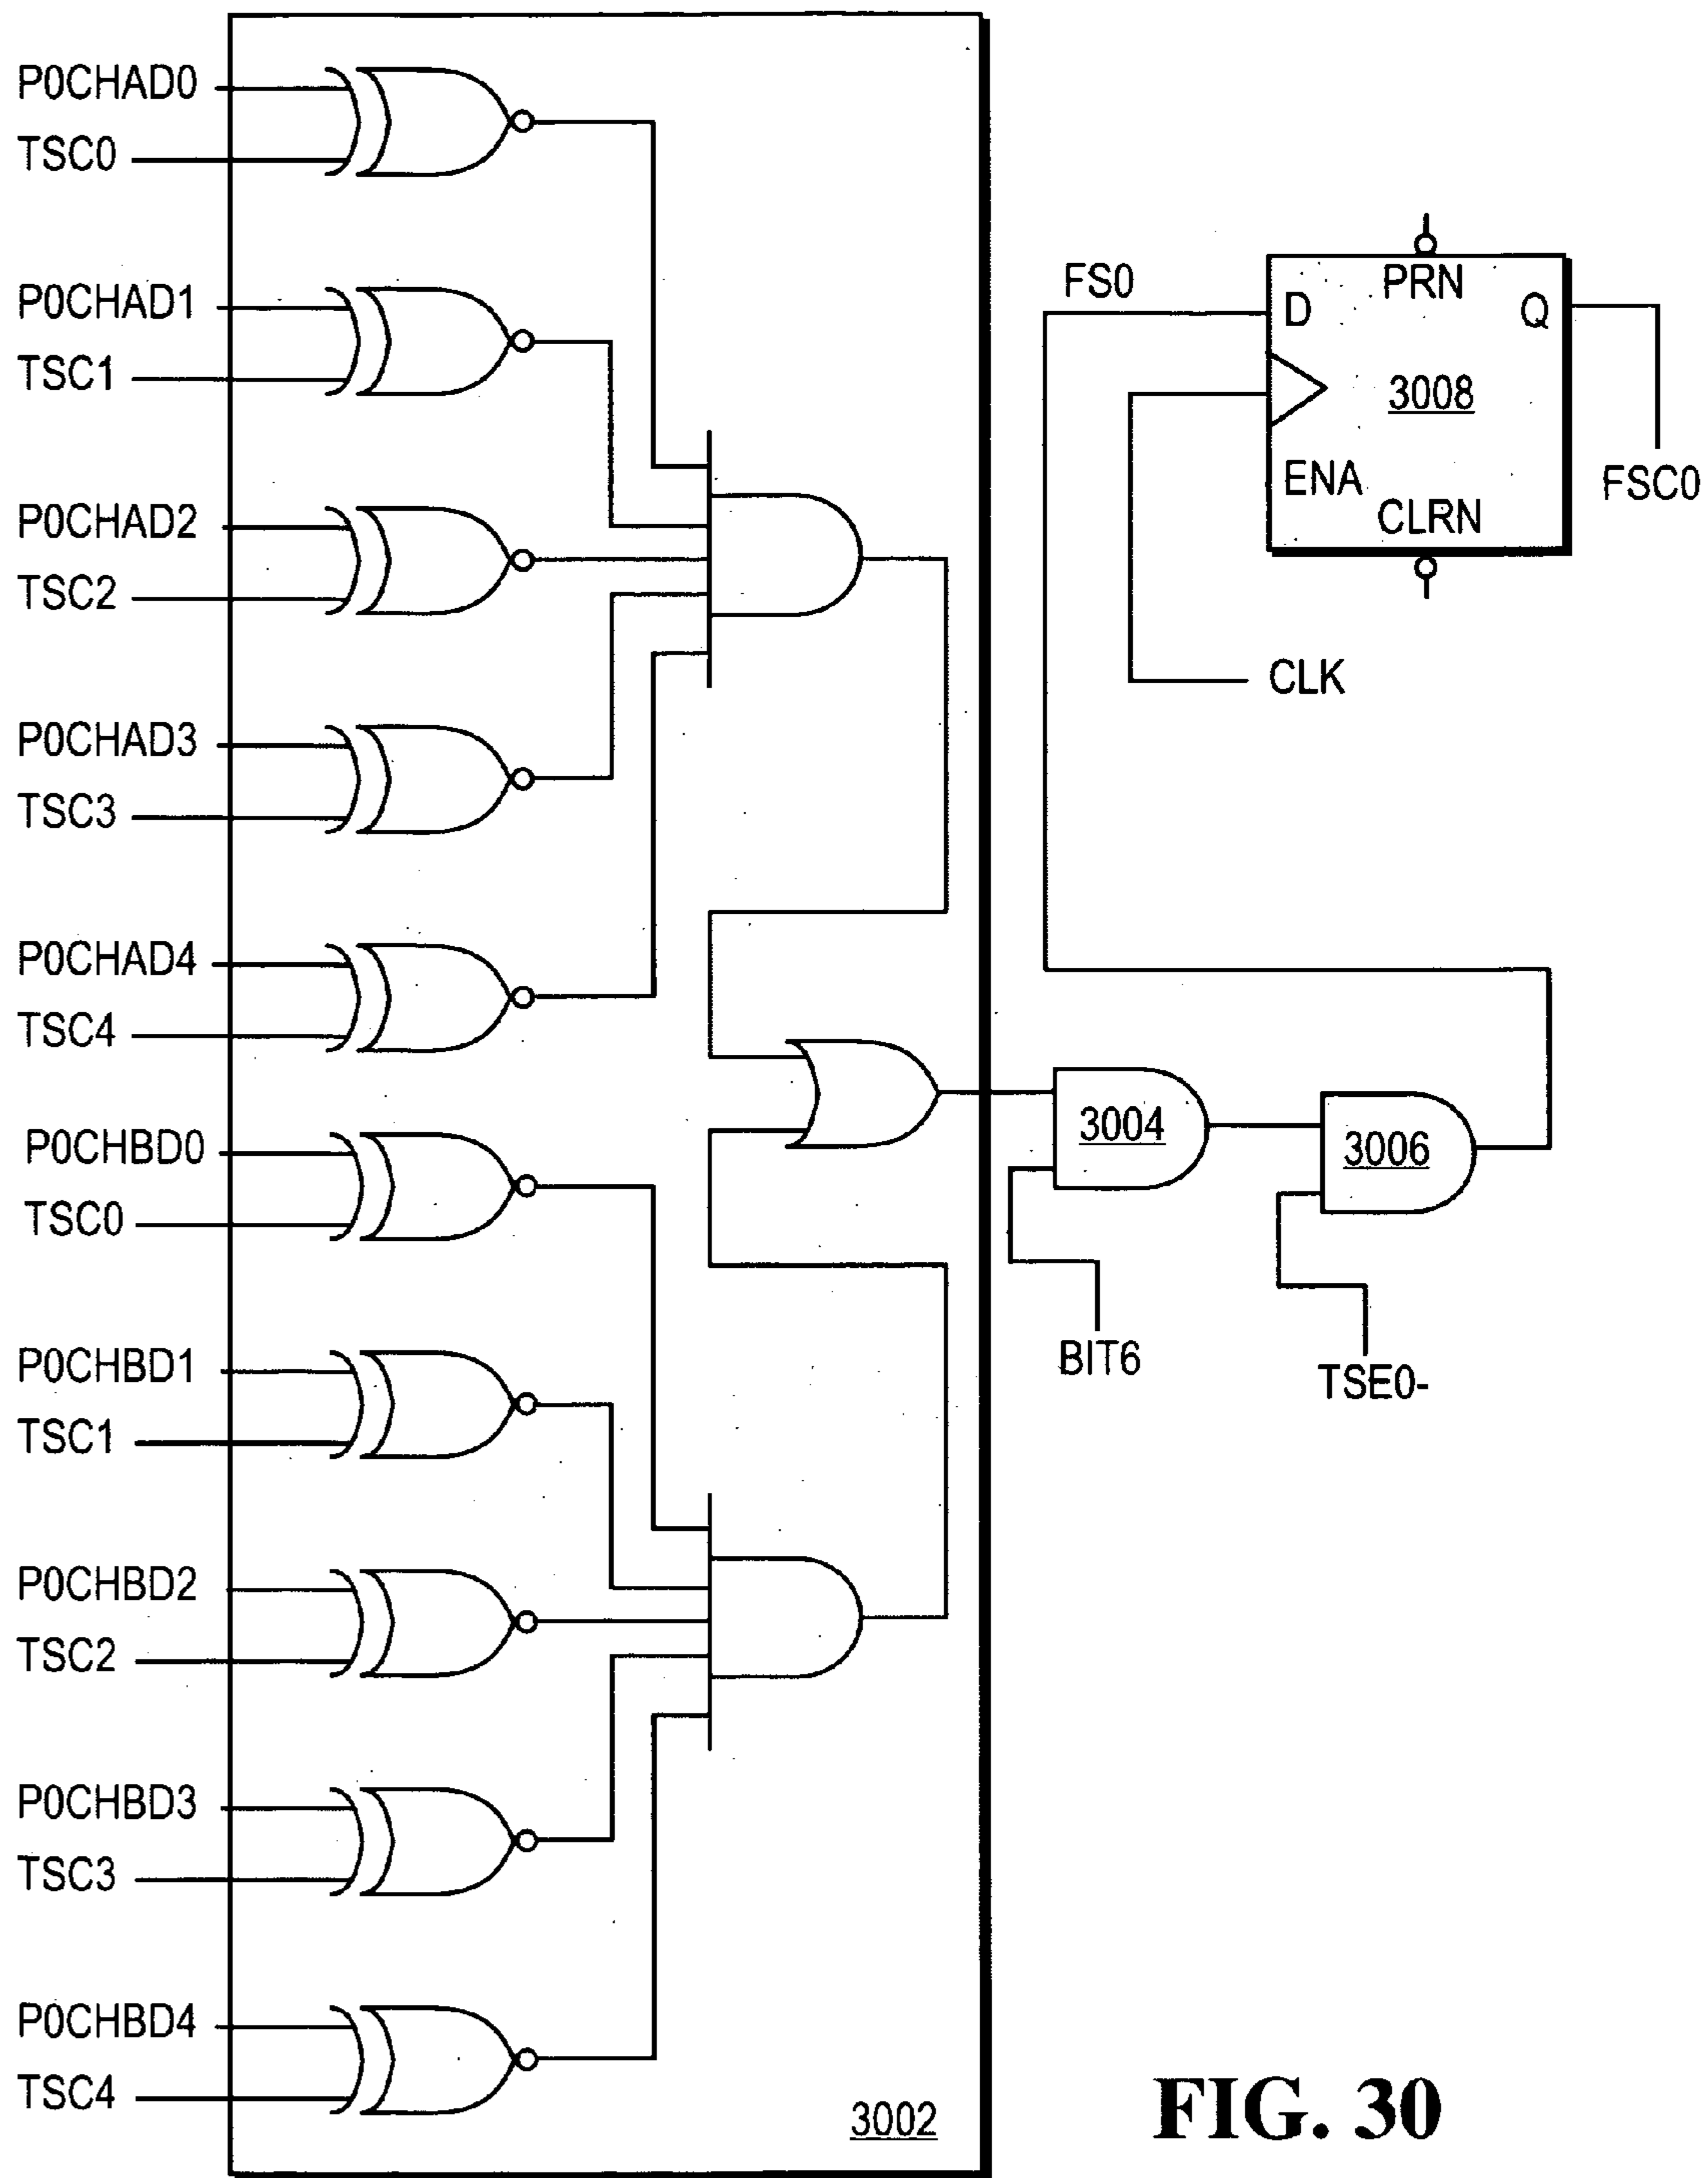 P0CHAD0
TSC0
P0CHAD1
TSC1
P0CHAD2
TSC2
P0CHAD3
TSC3
P0CHAD4
TSC4
P0CHBD0
TSC0
P0CHBD1
TSC1
P0CHBD2
TSC2
P0CHBD3
TSC3
P0CHBD4
TSC4
3002
FS0
PRN
D
Q
3008
ENA
CLRN
FSC0
CLK
3004
3006
BIT6
TSE0-
FIG. 30